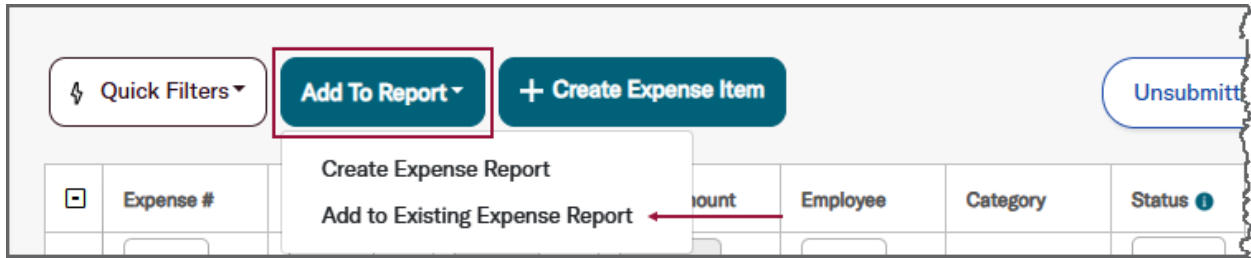 Quick Filters
Add To Report
+ Create Expense Item
Unsubmitt
Create Expense Report
Add to Existing Expense Report
Expense #
ount
Employee
Category
Status